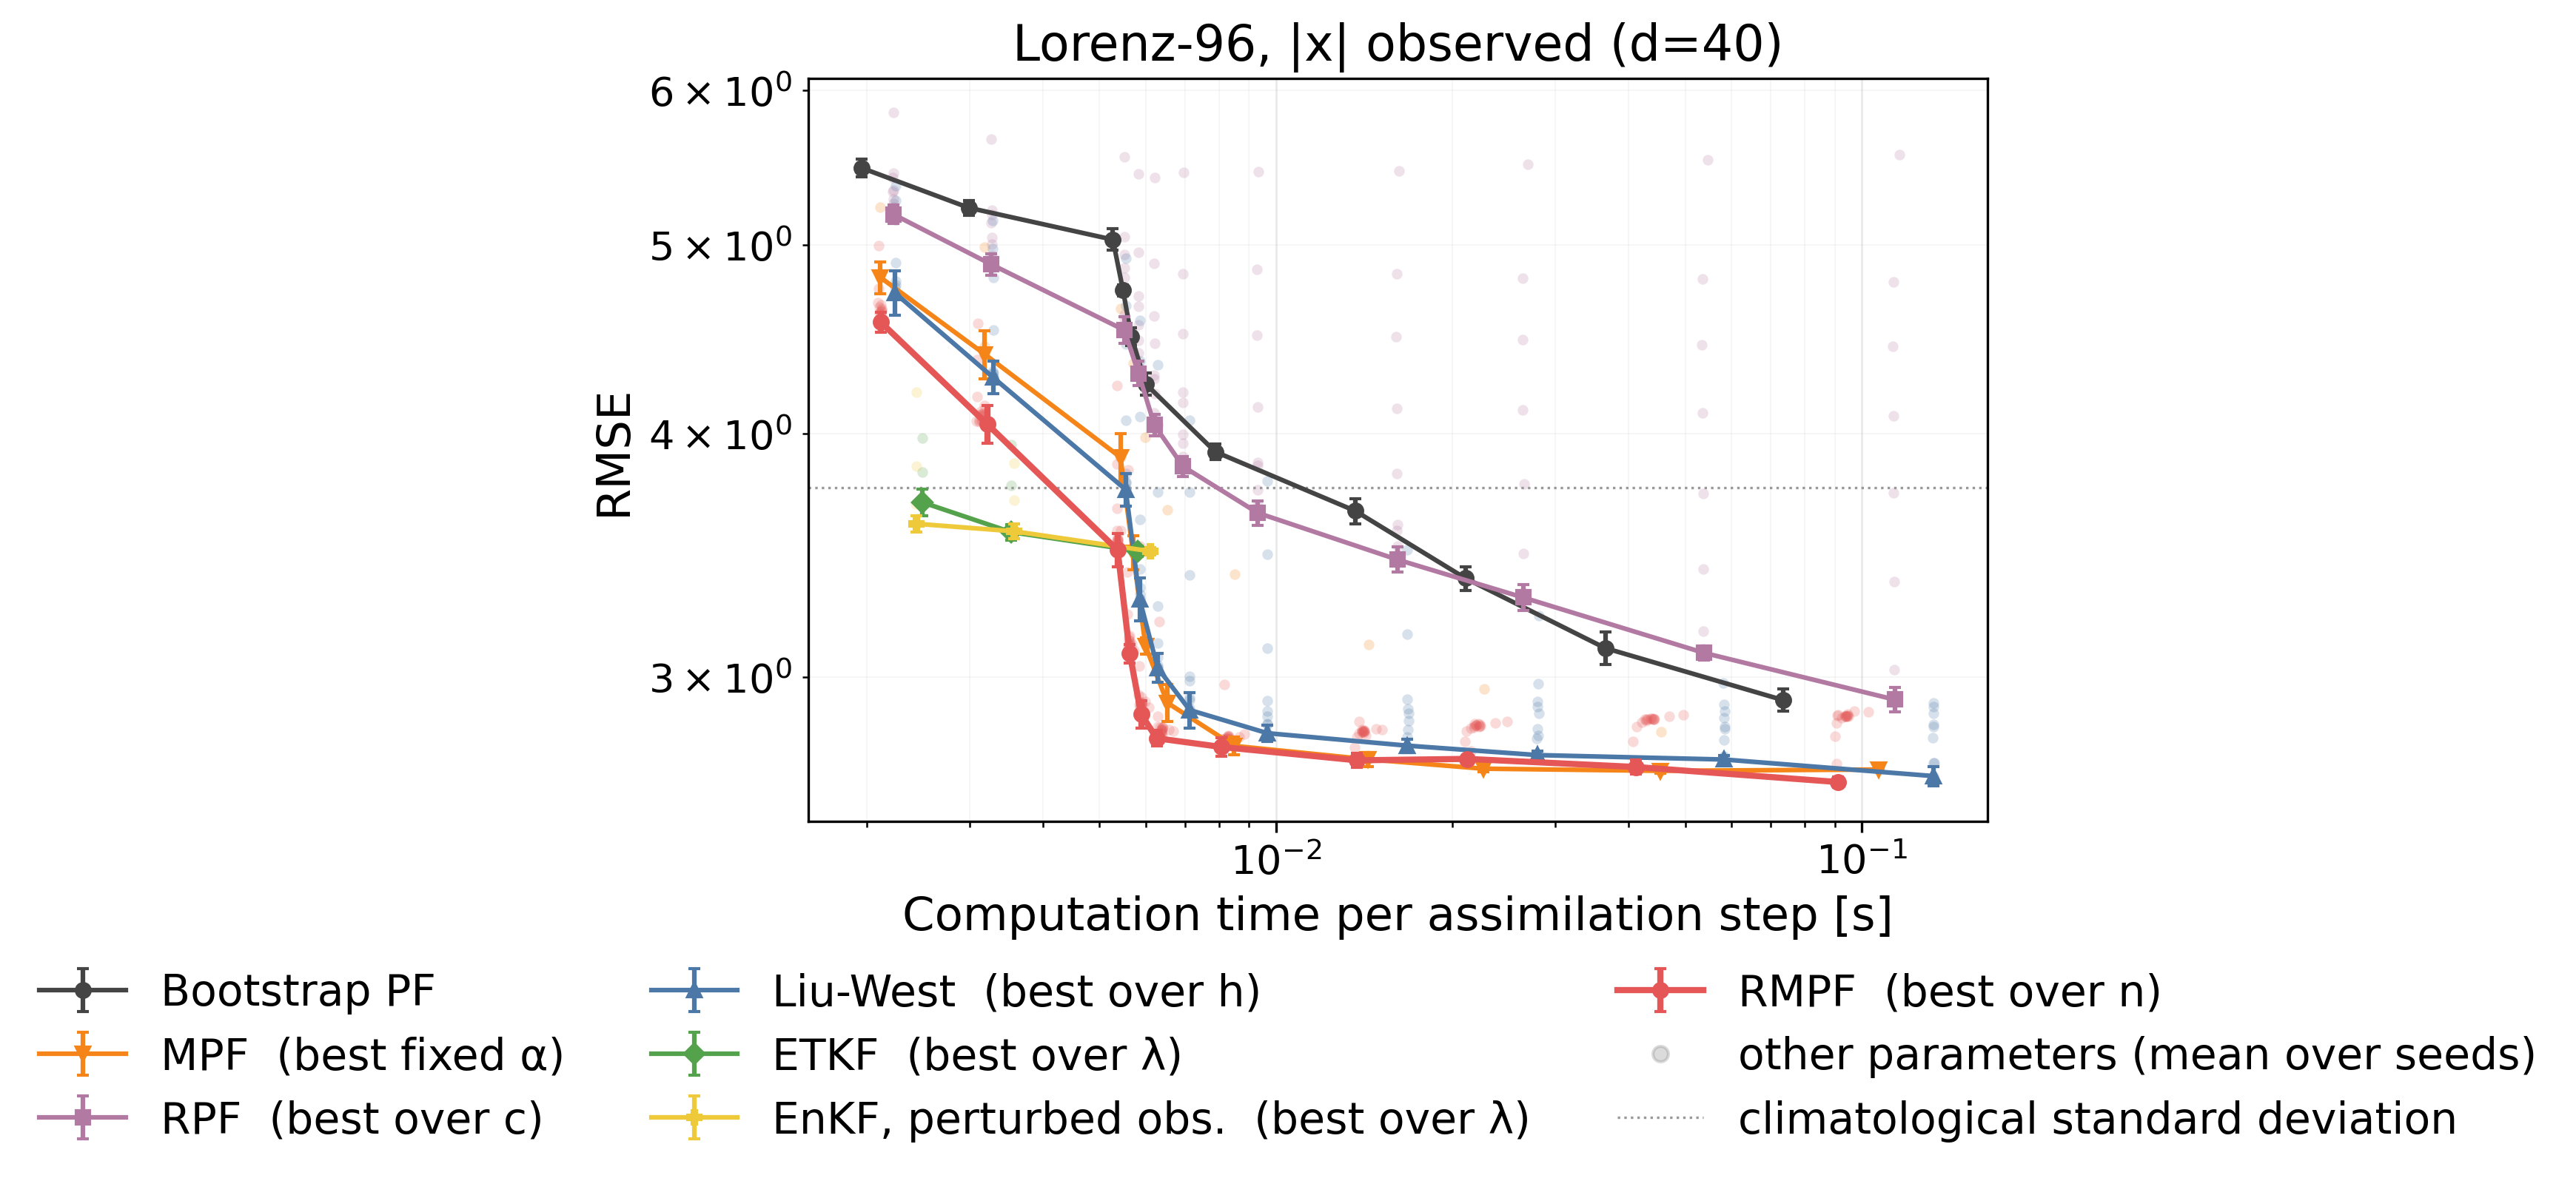 Lorenz-96, |x| observed (d=40)
6 × 10⁰
5 × 10⁰
4 × 10⁰
3 × 10⁰
RMSE
10⁻²
10⁻¹
Computation time per assimilation step [s]
Bootstrap PF
MPF (best fixed α)
RPF (best over c)
Liu-West (best over h)
ETKF (best over λ)
EnKF, perturbed obs. (best over λ)
RMPF (best over n)
other parameters (mean over seeds)
climatological standard deviation